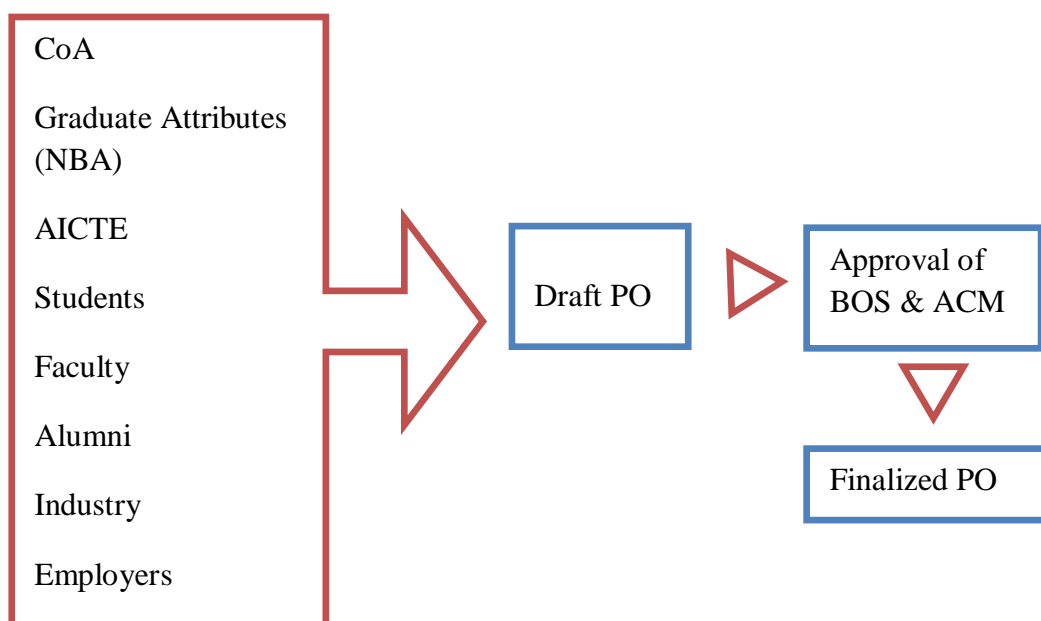 CoA
Graduate Attributes
(NBA)
AICTE
Students
Faculty
Alumni
Industry
Employers
Draft PO
Approval of
BOS & ACM
Finalized PO